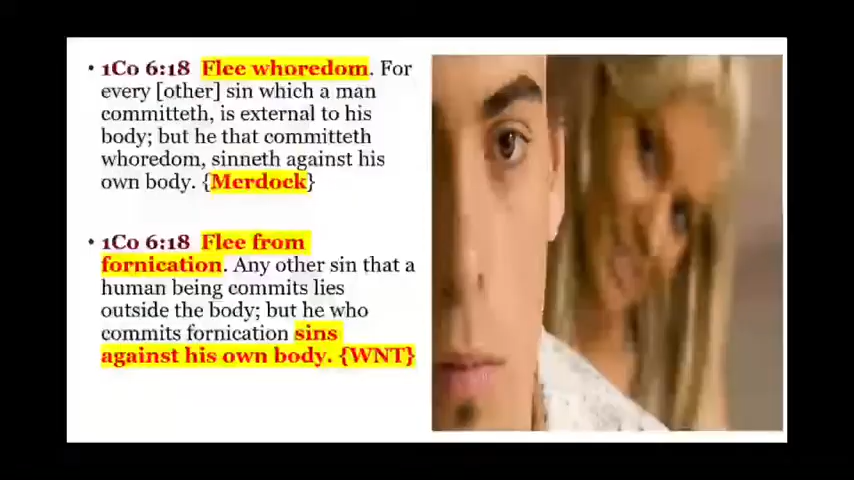 • 1Co 6:18 Flee whoredom. For
every [other] sin which a man
committeth, is external to his
body; but he that committeth
whoredom, sinneth against his
own body. {Merdock}
• 1Co 6:18 Flee from
fornication. Any other sin that a
human being commits lies
outside the body; but he who
commits fornication sins
against his own body. {WNT}